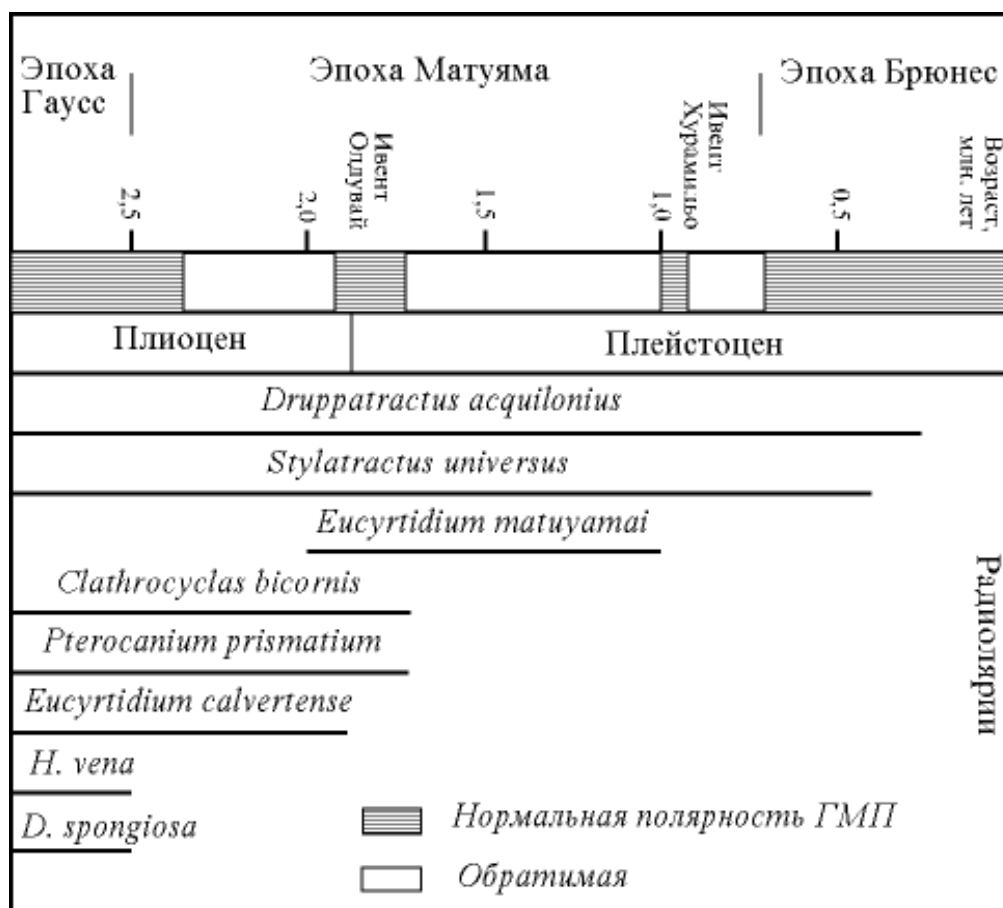 Эпоха
Гаусс
Эпоха Матуяма
Эпоха Брюнес
Ивент
Олдувай
Ивент
Хурамильо
Возраст,
млн. лет
2,5
2,0
1,5
1,0
0,5
Плиоцен
Плейстоцен
Druppatractus acquilonius
Stylatractus universus
Eucyrtidium matuyamai
Clathrocyclas bicornis
Pterocanium prismatium
Eucyrtidium calvertense
H. vena
D. spongiosa
Радиолярии
Нормальная полярность ГМП
Обратимая